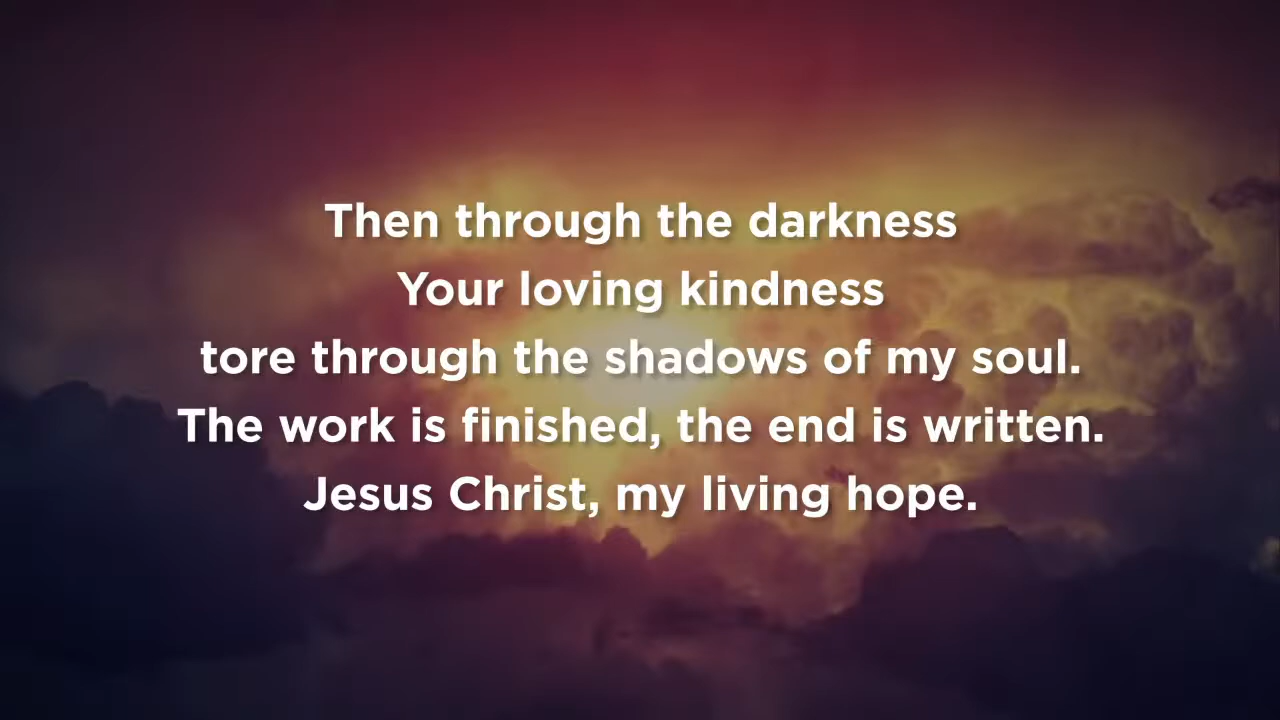 Then through the darkness
Your loving kindness
tore through the shadows of my soul.
The work is finished, the end is written.
Jesus Christ, my living hope.